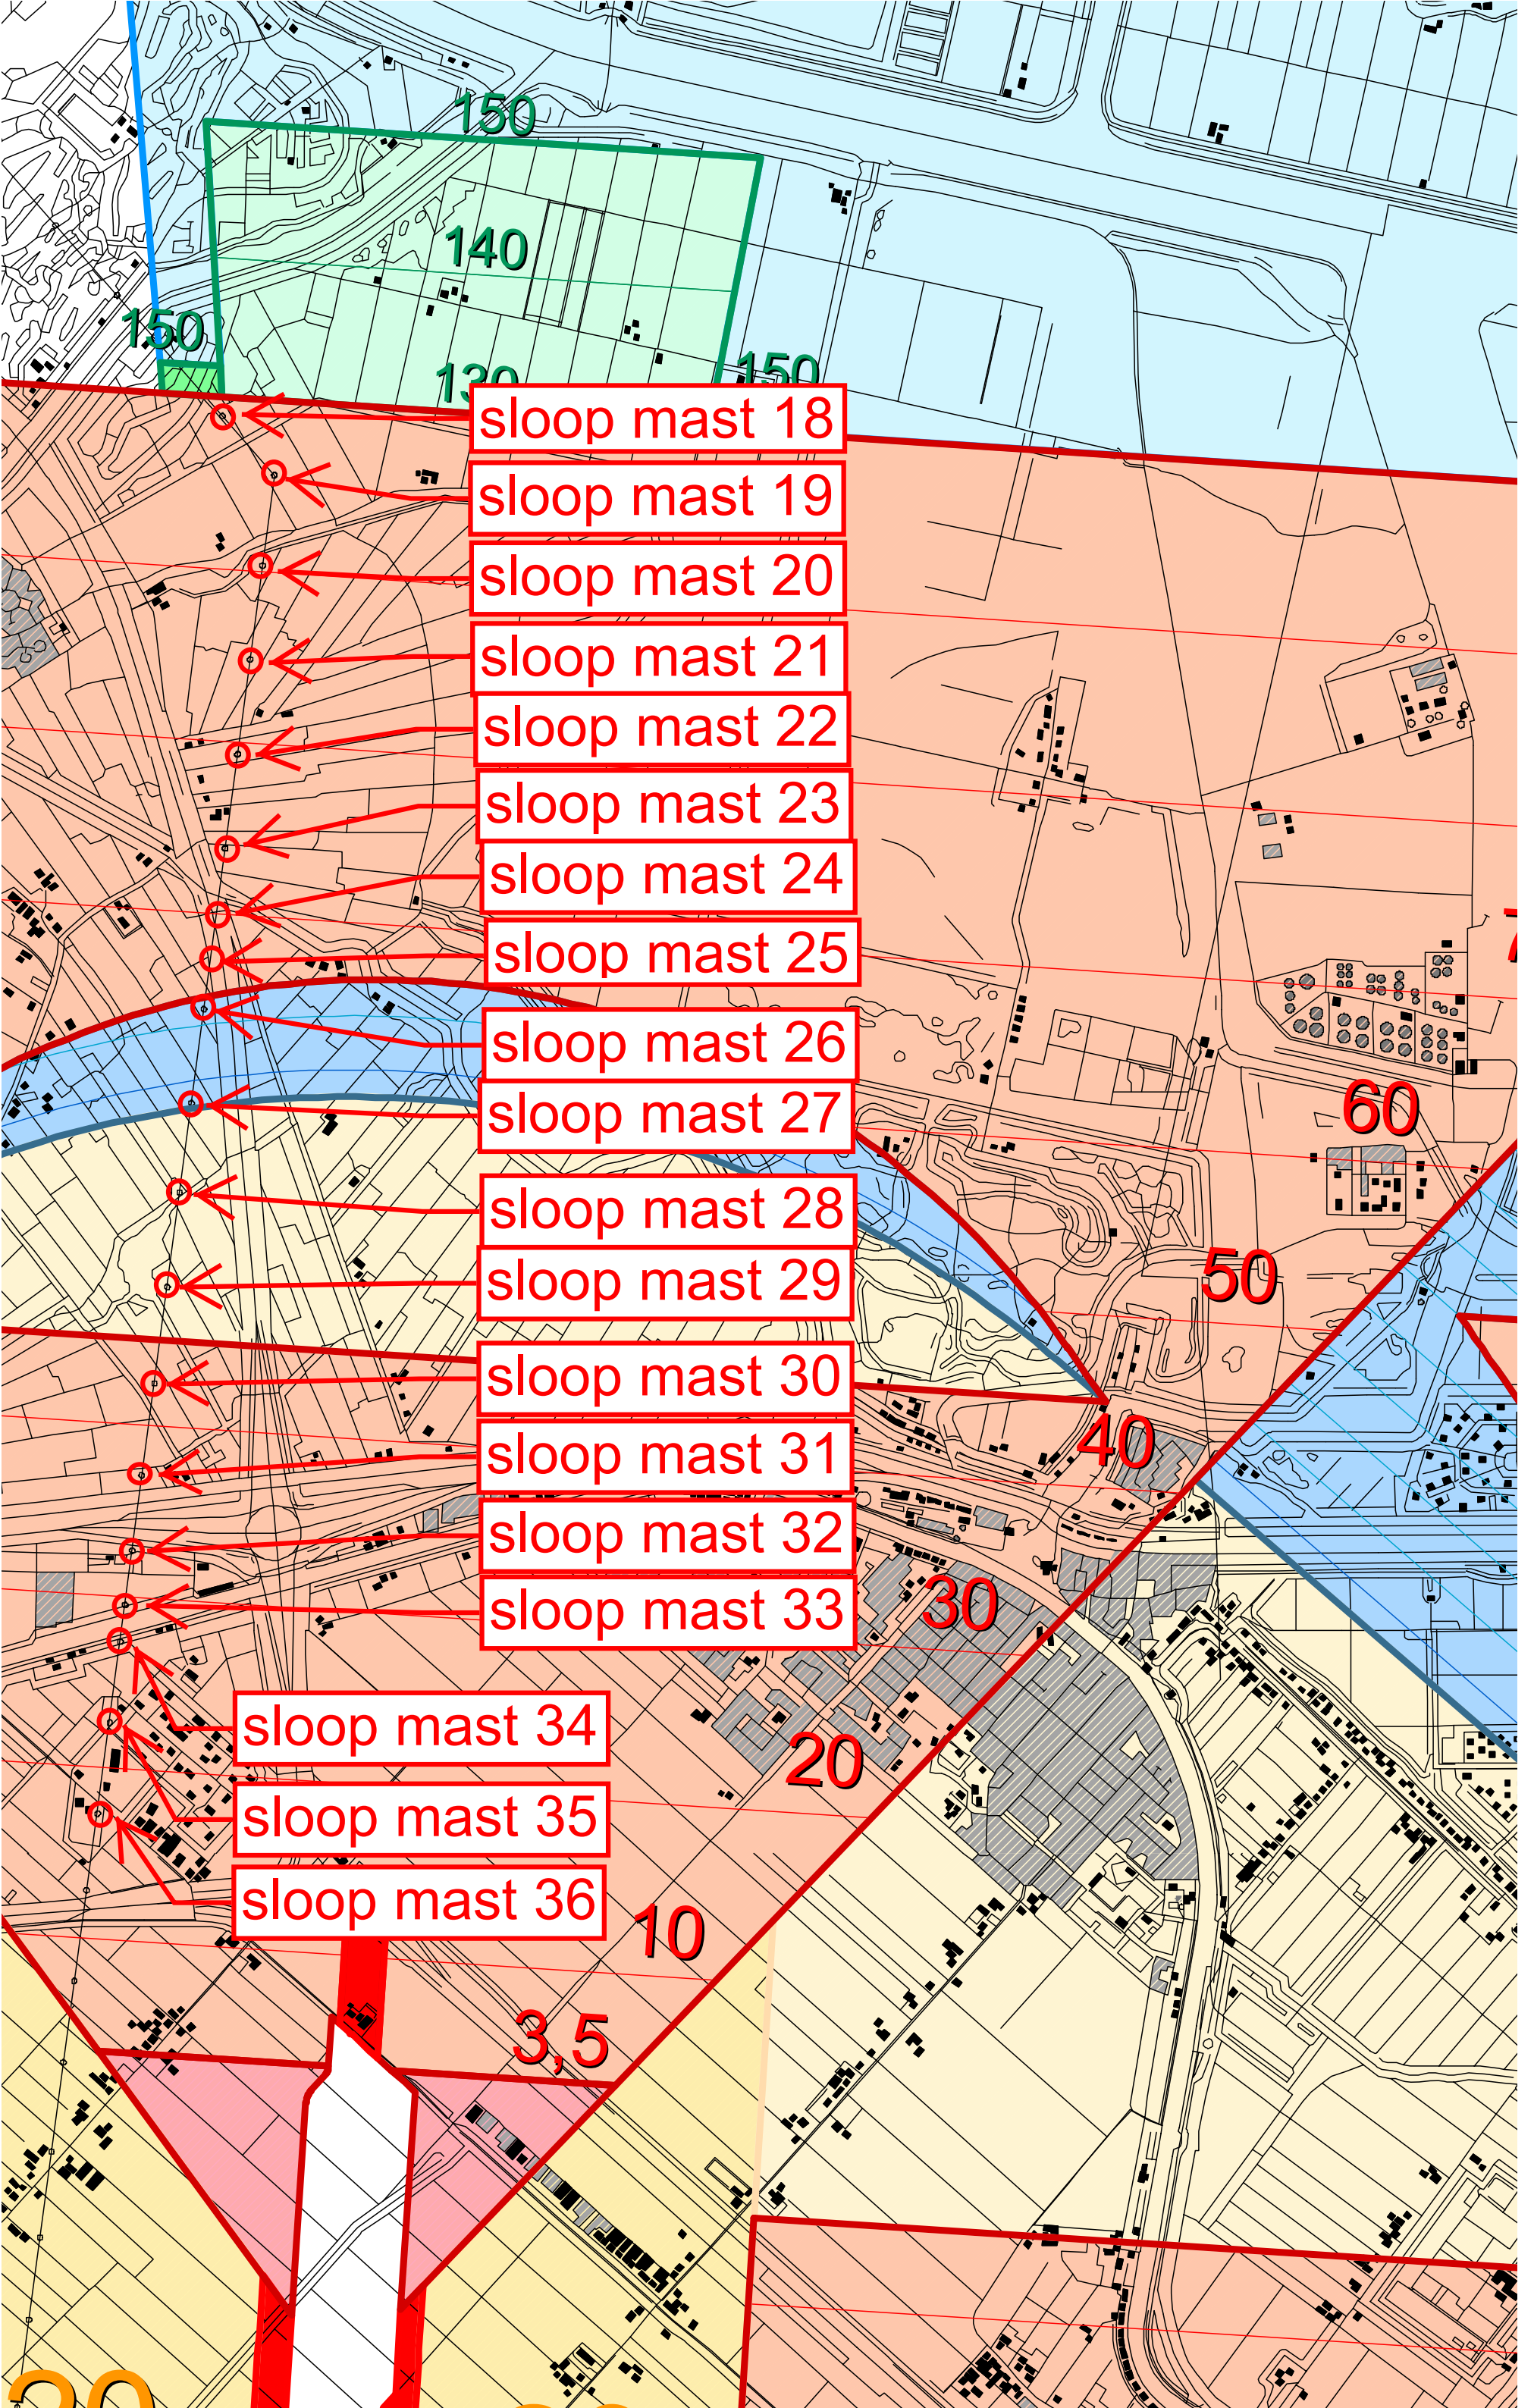 150
140
150
130
150
sloop mast 18
sloop mast 19
sloop mast 20
sloop mast 21
sloop mast 22
sloop mast 23
sloop mast 24
sloop mast 25
sloop mast 26
sloop mast 27
60
sloop mast 28
50
sloop mast 29
sloop mast 30
40
sloop mast 31
sloop mast 32
30
sloop mast 33
sloop mast 34
20
sloop mast 35
sloop mast 36
10
3,5